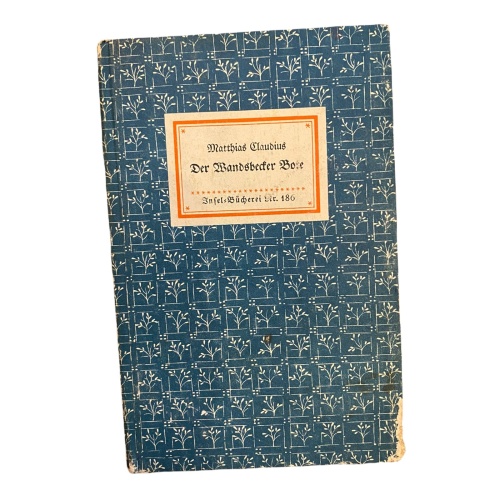 Matthias Claudius
Der Wandsbecker Bote
Insel-Bücherei Nr. 186